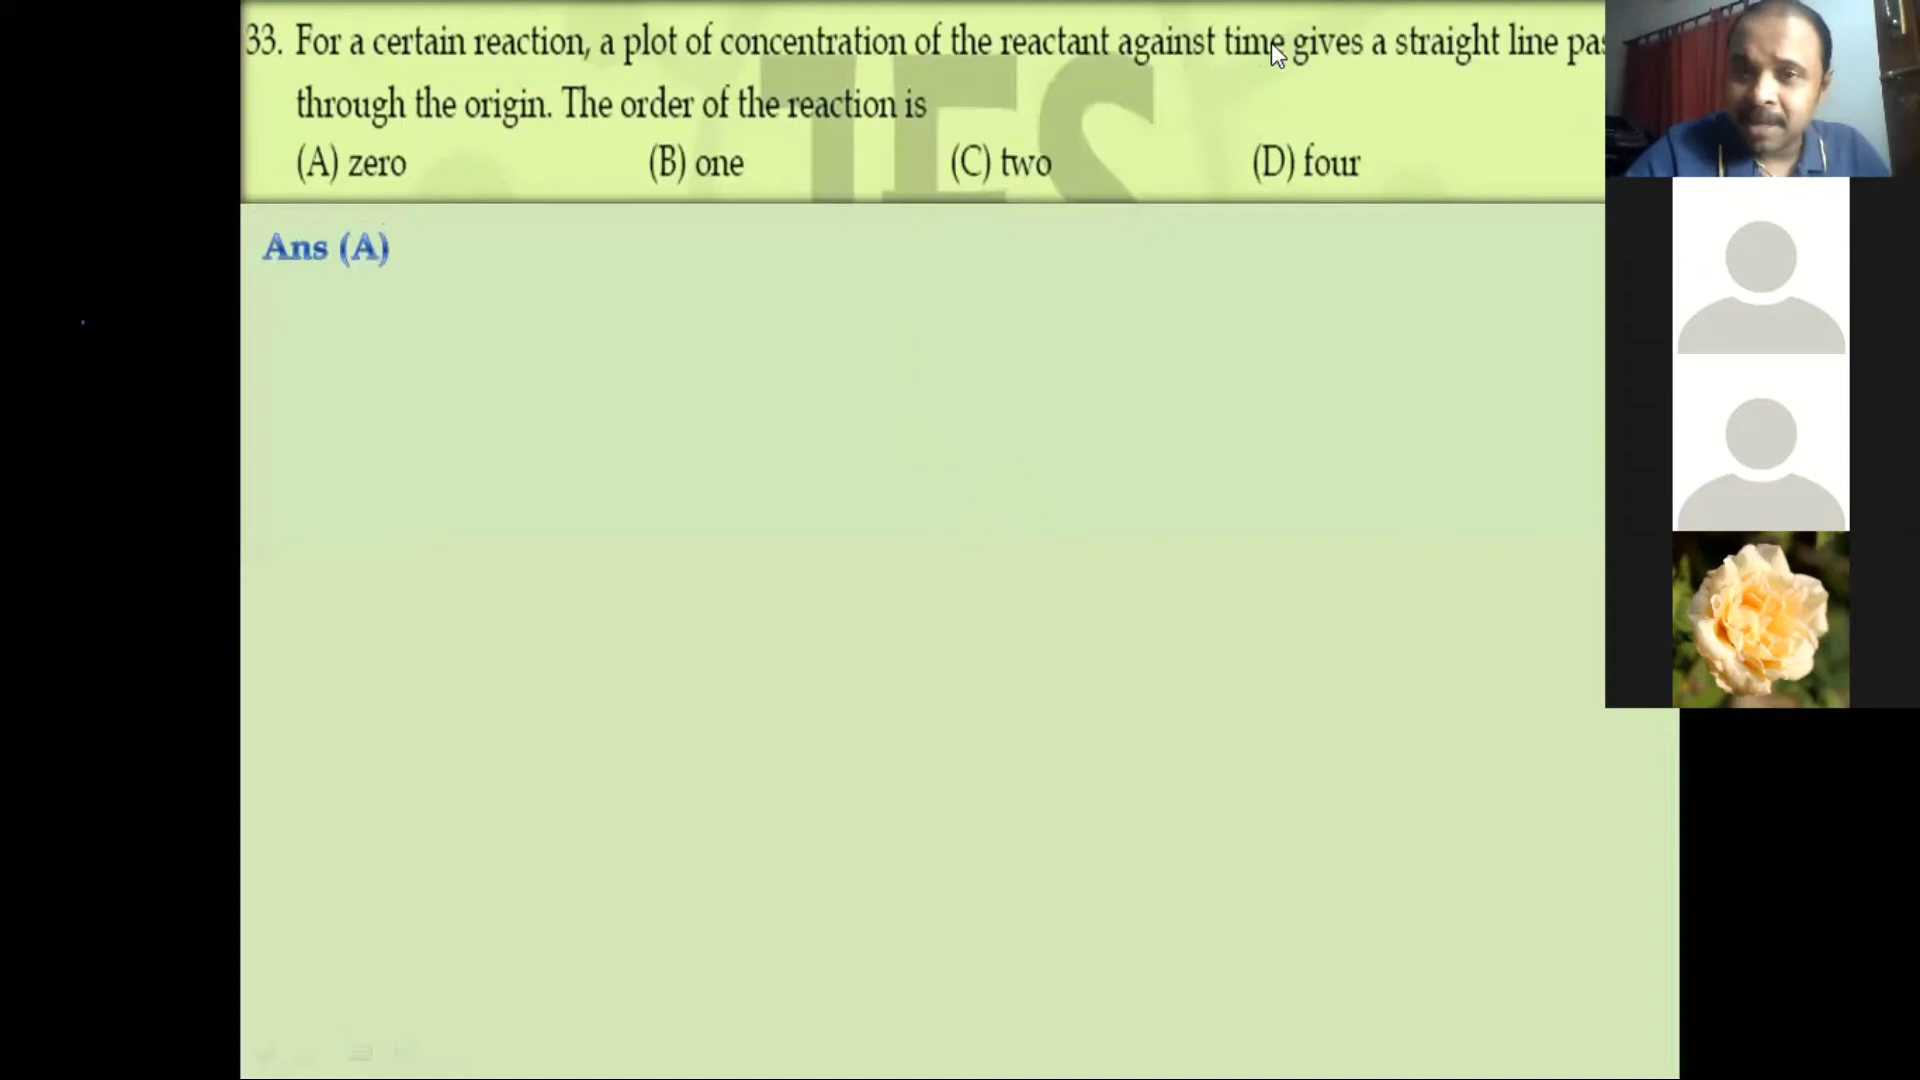 33. For a certain reaction, a plot of concentration of the reactant against time gives a straight line pas
through the origin. The order of the reaction is
(A) zero (B) one (C) two (D) four
Ans (A)